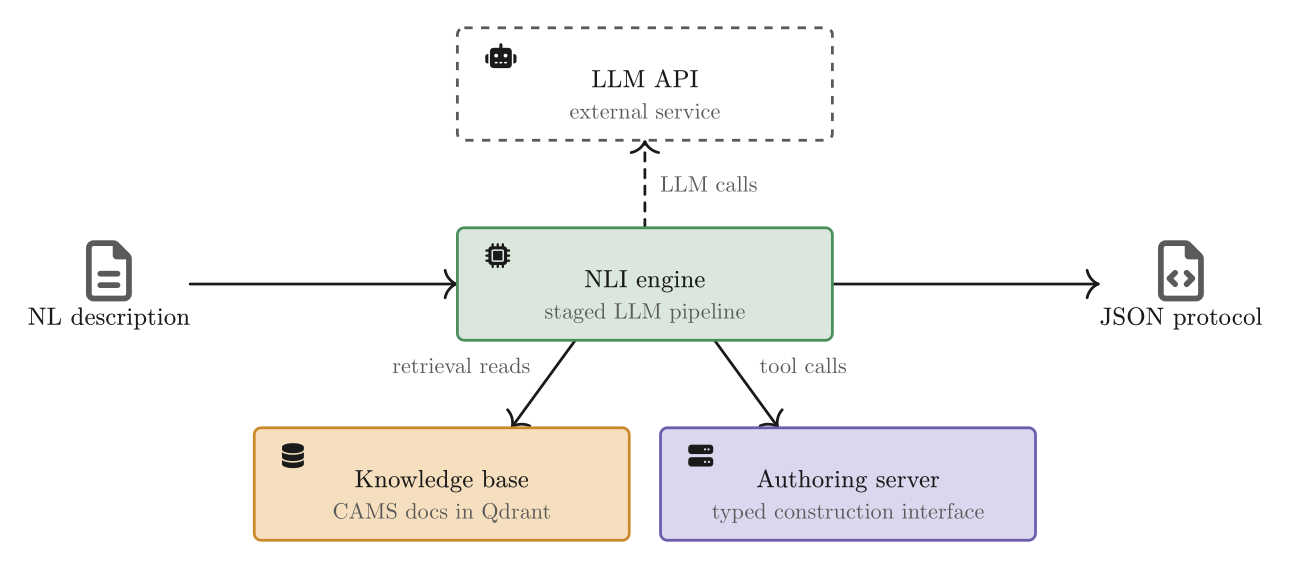 LLM API
external service
LLM calls
NL description
NLI engine
staged LLM pipeline
JSON protocol
retrieval reads
tool calls
Knowledge base
CAMS docs in Qdrant
Authoring server
typed construction interface